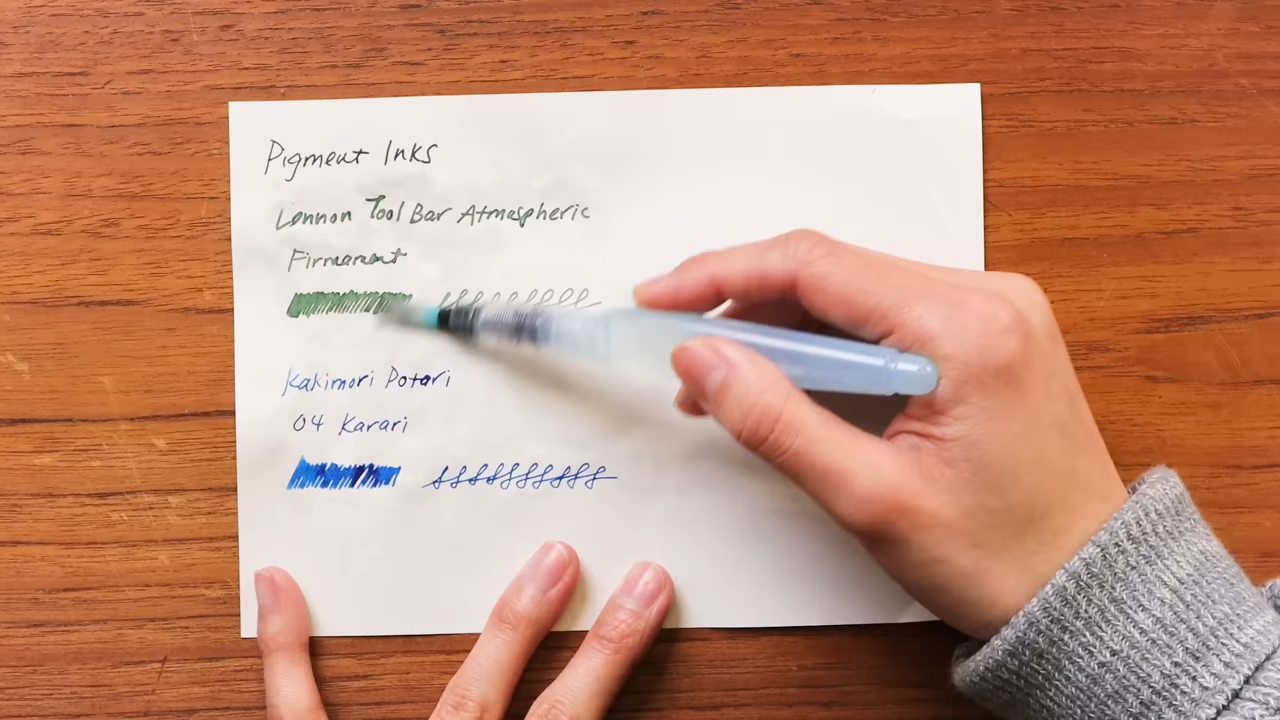 Pigment Inks
Lennon Tool Bar Atmospheric
Firmament
Kakimori Potari
04 Karari